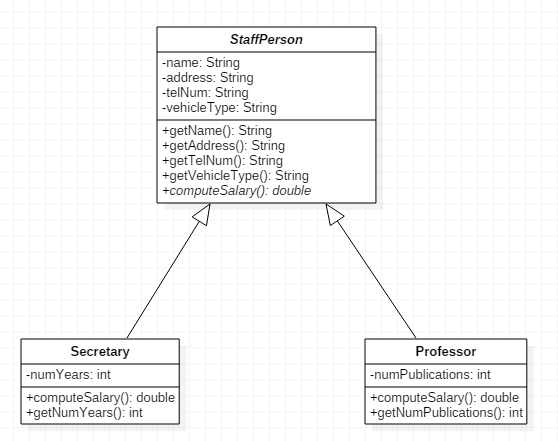 StaffPerson
-name: String
-address: String
-telNum: String
-vehicleType: String
+getName(): String
+getAddress(): String
+getTelNum(): String
+getVehicleType(): String
+computeSalary(): double
Secretary
-numYears: int
+computeSalary(): double
+getNumYears(): int
Professor
-numPublications: int
+computeSalary(): double
+getNumPublications(): int